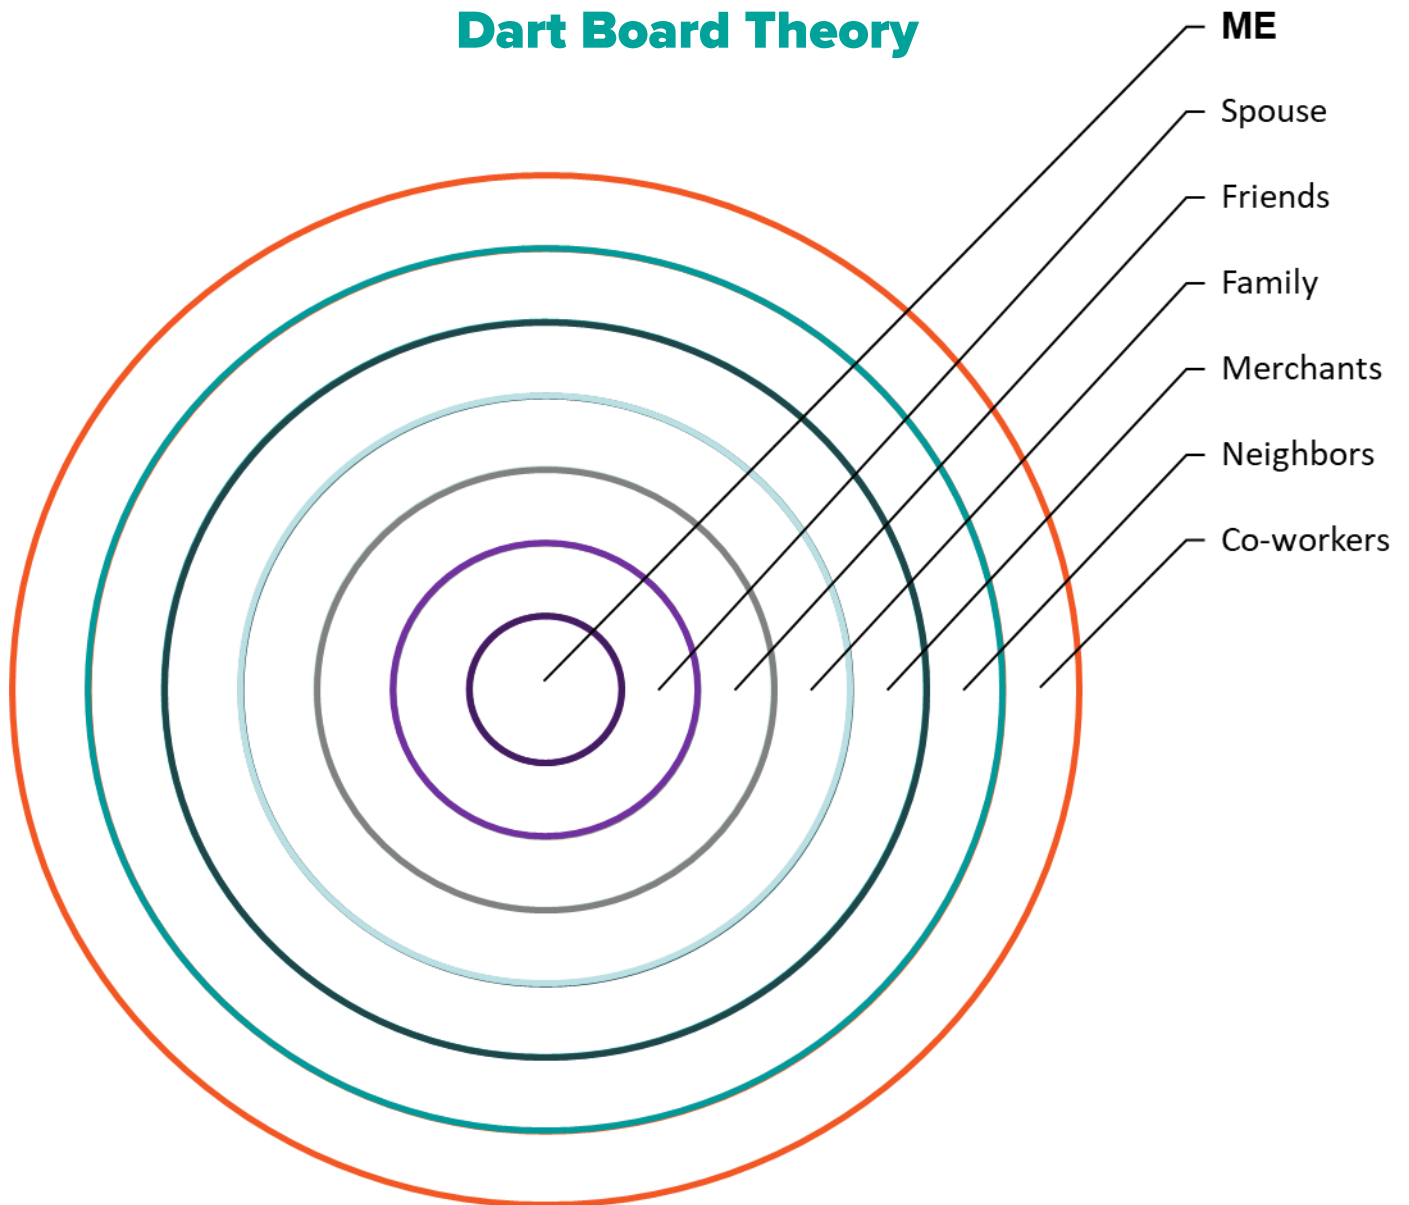 Dart Board Theory
ME
Spouse
Friends
Family
Merchants
Neighbors
Co-workers